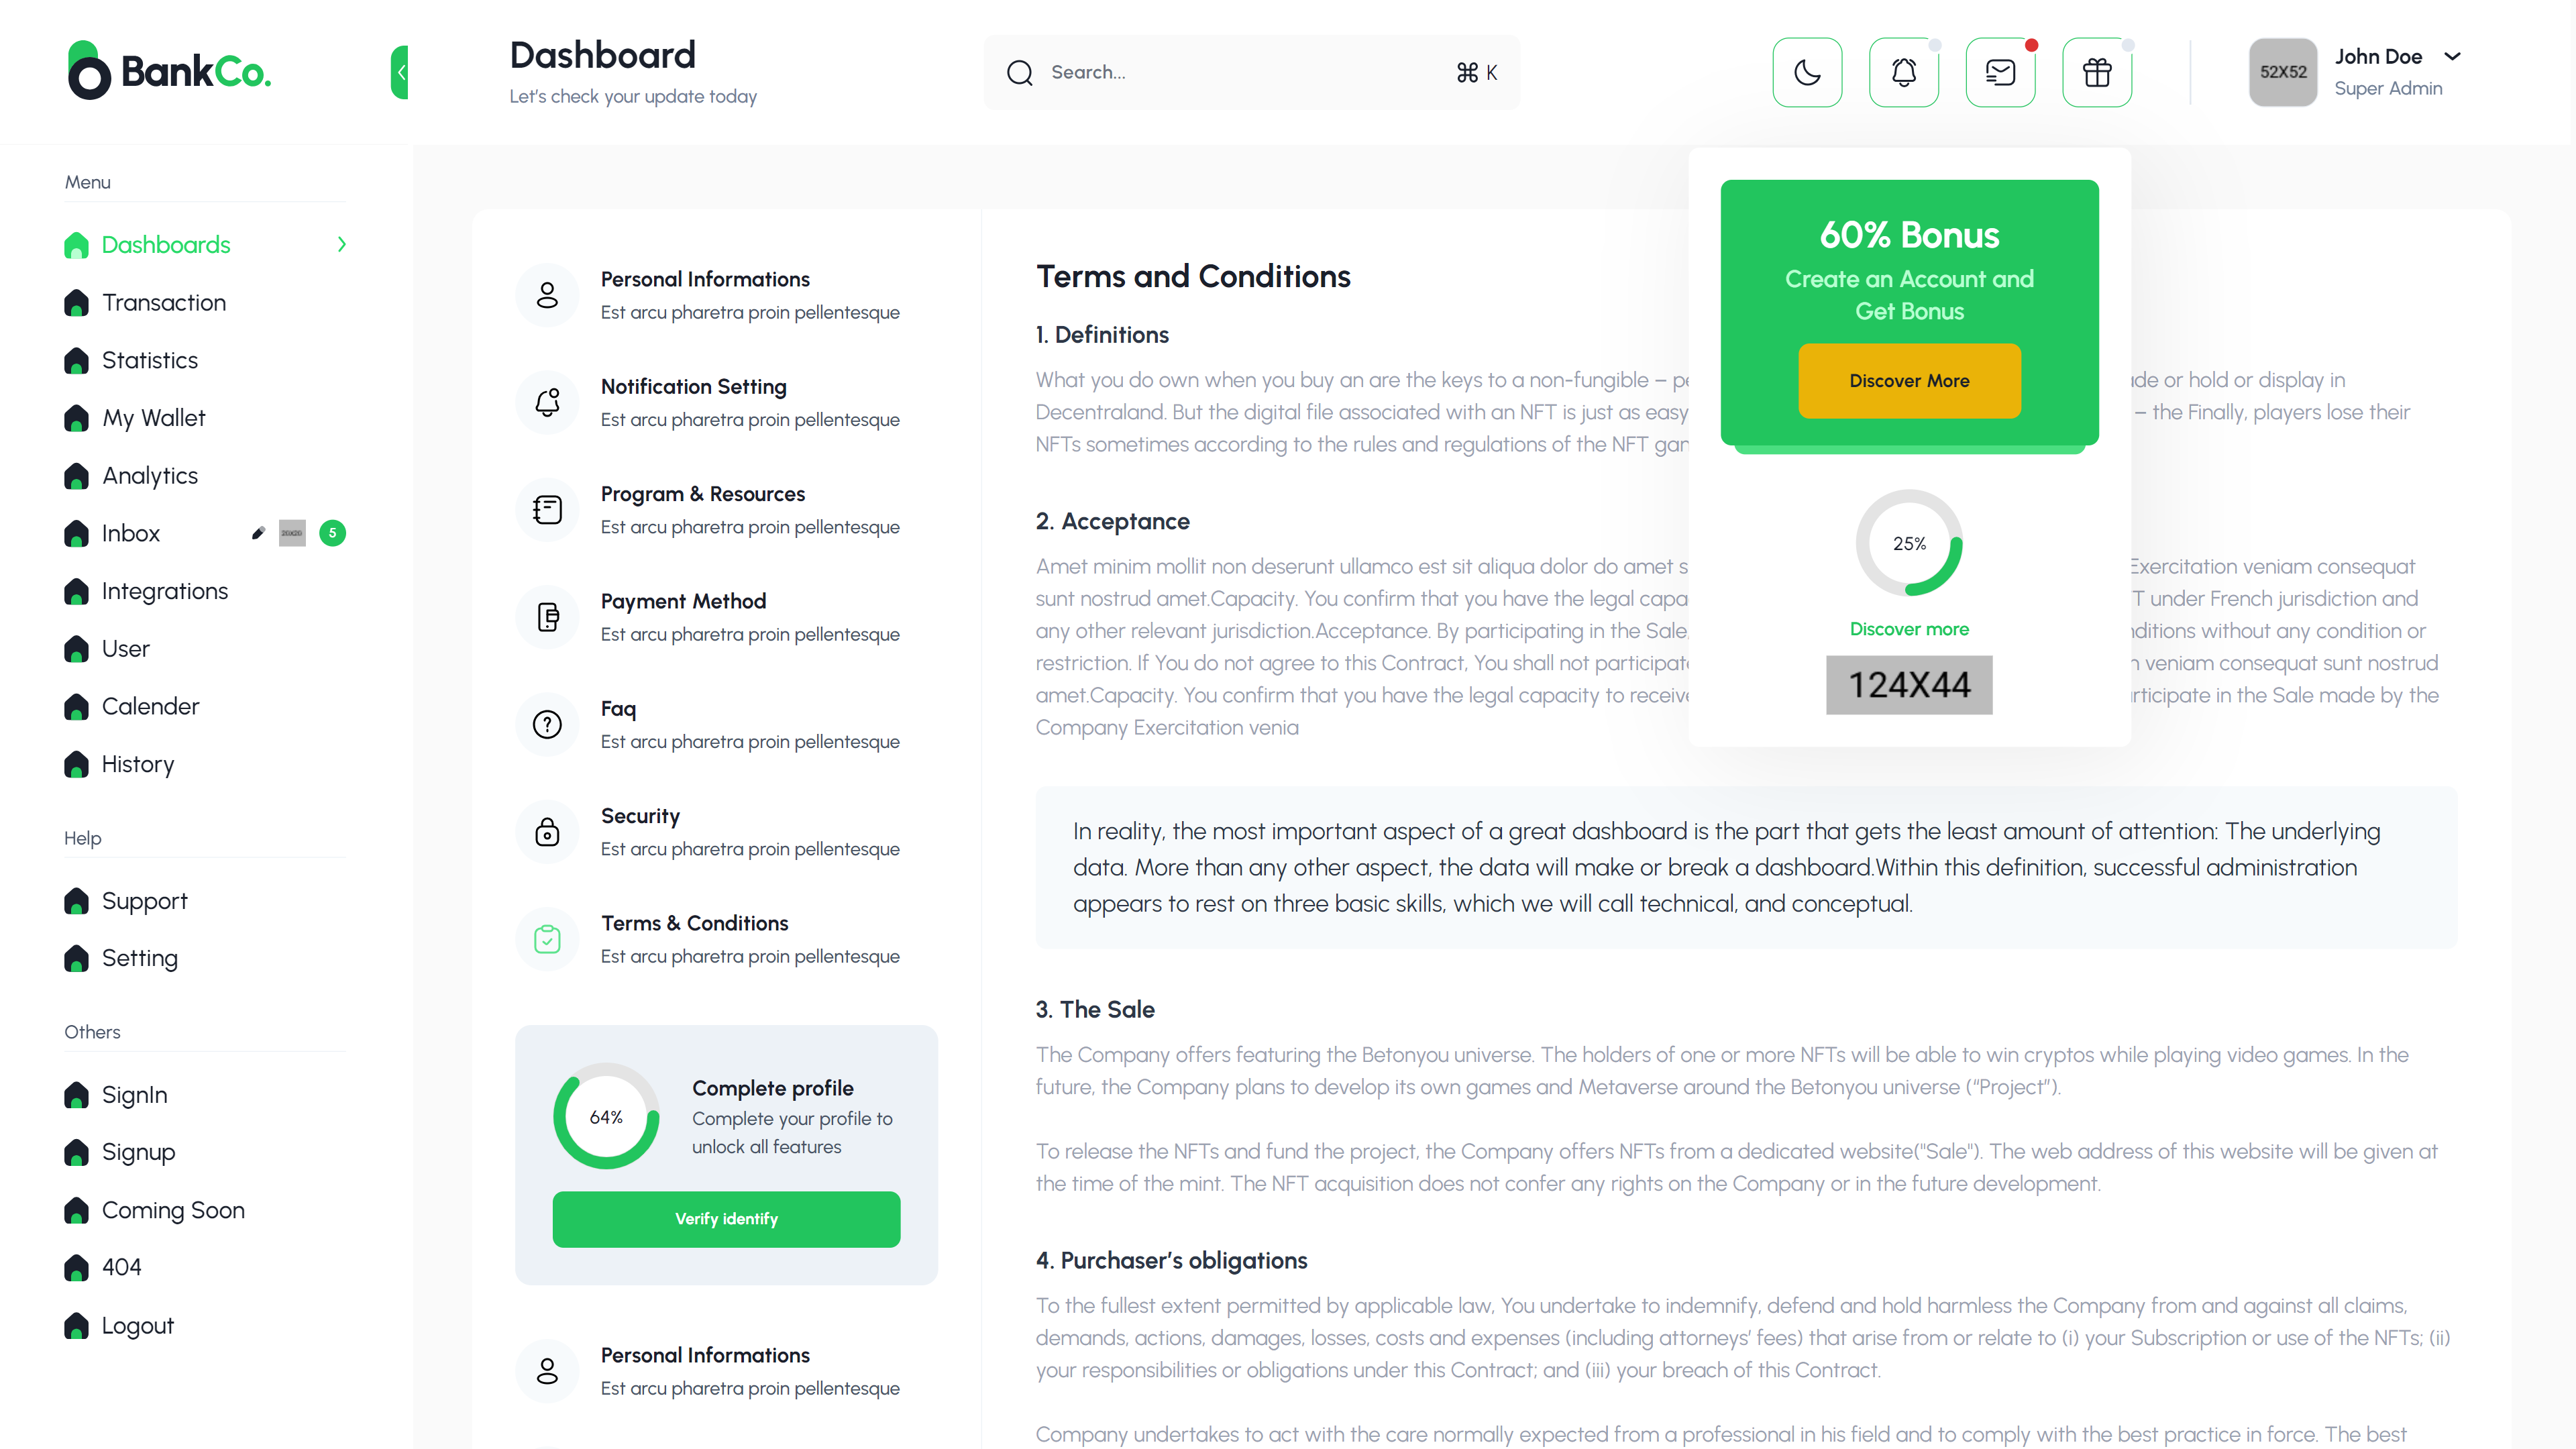 BankCo.
Dashboard
Let's check your update today
Search...
⌘ K
52X52
John Doe
Super Admin
Menu
Dashboards
Transaction
Statistics
My Wallet
Analytics
Inbox
5
Integrations
User
Calender
History
Help
Support
Setting
Others
SignIn
Signup
Coming Soon
404
Logout
Personal Informations
Est arcu pharetra proin pellentesque
Notification Setting
Est arcu pharetra proin pellentesque
Program & Resources
Est arcu pharetra proin pellentesque
Payment Method
Est arcu pharetra proin pellentesque
Faq
Est arcu pharetra proin pellentesque
Security
Est arcu pharetra proin pellentesque
Terms & Conditions
Est arcu pharetra proin pellentesque
64%
Complete profile
Complete your profile to
unlock all features
Verify identify
Personal Informations
Est arcu pharetra proin pellentesque
Terms and Conditions
1. Definitions
What you do own when you buy an are the keys to a non-fungible – or hold or display in
Decentraland. But the digital file associated with an NFT is just as easy – the Finally, players lose their
NFTs sometimes according to the rules and regulations of the NFT
2. Acceptance
Amet minim mollit non deserunt ullamco est sit aliqua dolor do amet Exercitation veniam consequat
sunt nostrud amet.Capacity. You confirm that you have the legal under French jurisdiction and
any other relevant jurisdiction.Acceptance. By participating in the Sale, without any condition or
restriction. If You do not agree to this Contract, You shall not veniam consequat sunt nostrud
amet.Capacity. You confirm that you have the legal capacity to in the Sale made by the
Company Exercitation venia
In reality, the most important aspect of a great dashboard is the part that gets the least amount of attention: The underlying
data. More than any other aspect, the data will make or break a dashboard.Within this definition, successful administration
appears to rest on three basic skills, which we will call technical, and conceptual.
3. The Sale
The Company offers featuring the Betonyou universe. The holders of one or more NFTs will be able to win cryptos while playing video games. In the
future, the Company plans to develop its own games and Metaverse around the Betonyou universe (“Project”).
To release the NFTs and fund the project, the Company offers NFTs from a dedicated website("Sale"). The web address of this website will be given at
the time of the mint. The NFT acquisition does not confer any rights on the Company or in the future development.
4. Purchaser’s obligations
To the fullest extent permitted by applicable law, You undertake to indemnify, defend and hold harmless the Company from and against all claims,
demands, actions, damages, losses, costs and expenses (including attorneys’ fees) that arise from or relate to (i) your Subscription or use of the NFTs; (ii)
your responsibilities or obligations under this Contract; and (iii) your breach of this Contract.
Company undertakes to act with the care normally expected from a professional in his field and to comply with the best practice in force. The best
60% Bonus
Create an Account and
Get Bonus
Discover More
25%
Discover more
124X44